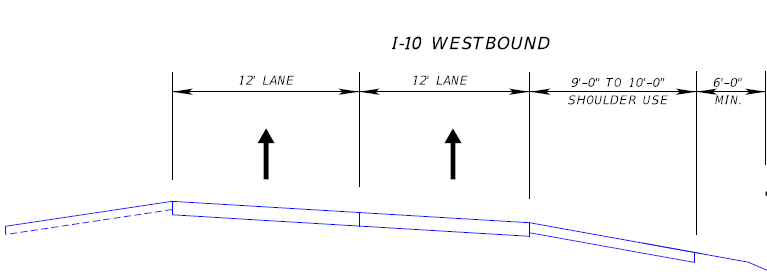 I-10 WESTBOUND
12' LANE
12' LANE
9'-0" TO 10'-0"
SHOULDER USE
6'-0"
MIN.